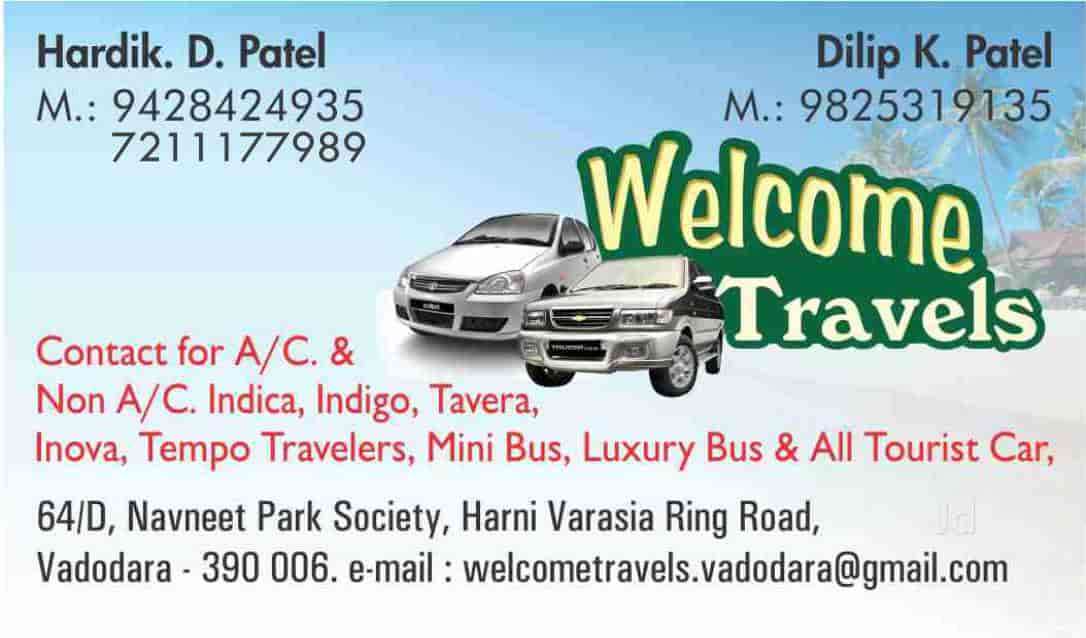 Hardik. D. Patel
M.: 9428424935
7211177989
Dilip K. Patel
M.: 9825319135
Welcome
Travels
Contact for A/C. &
Non A/C. Indica, Indigo, Tavera,
Inova, Tempo Travelers, Mini Bus, Luxury Bus & All Tourist Car,
64/D, Navneet Park Society, Harni Varasia Ring Road,
Vadodara - 390 006. e-mail : welcometravels.vadodara@gmail.com
Jd